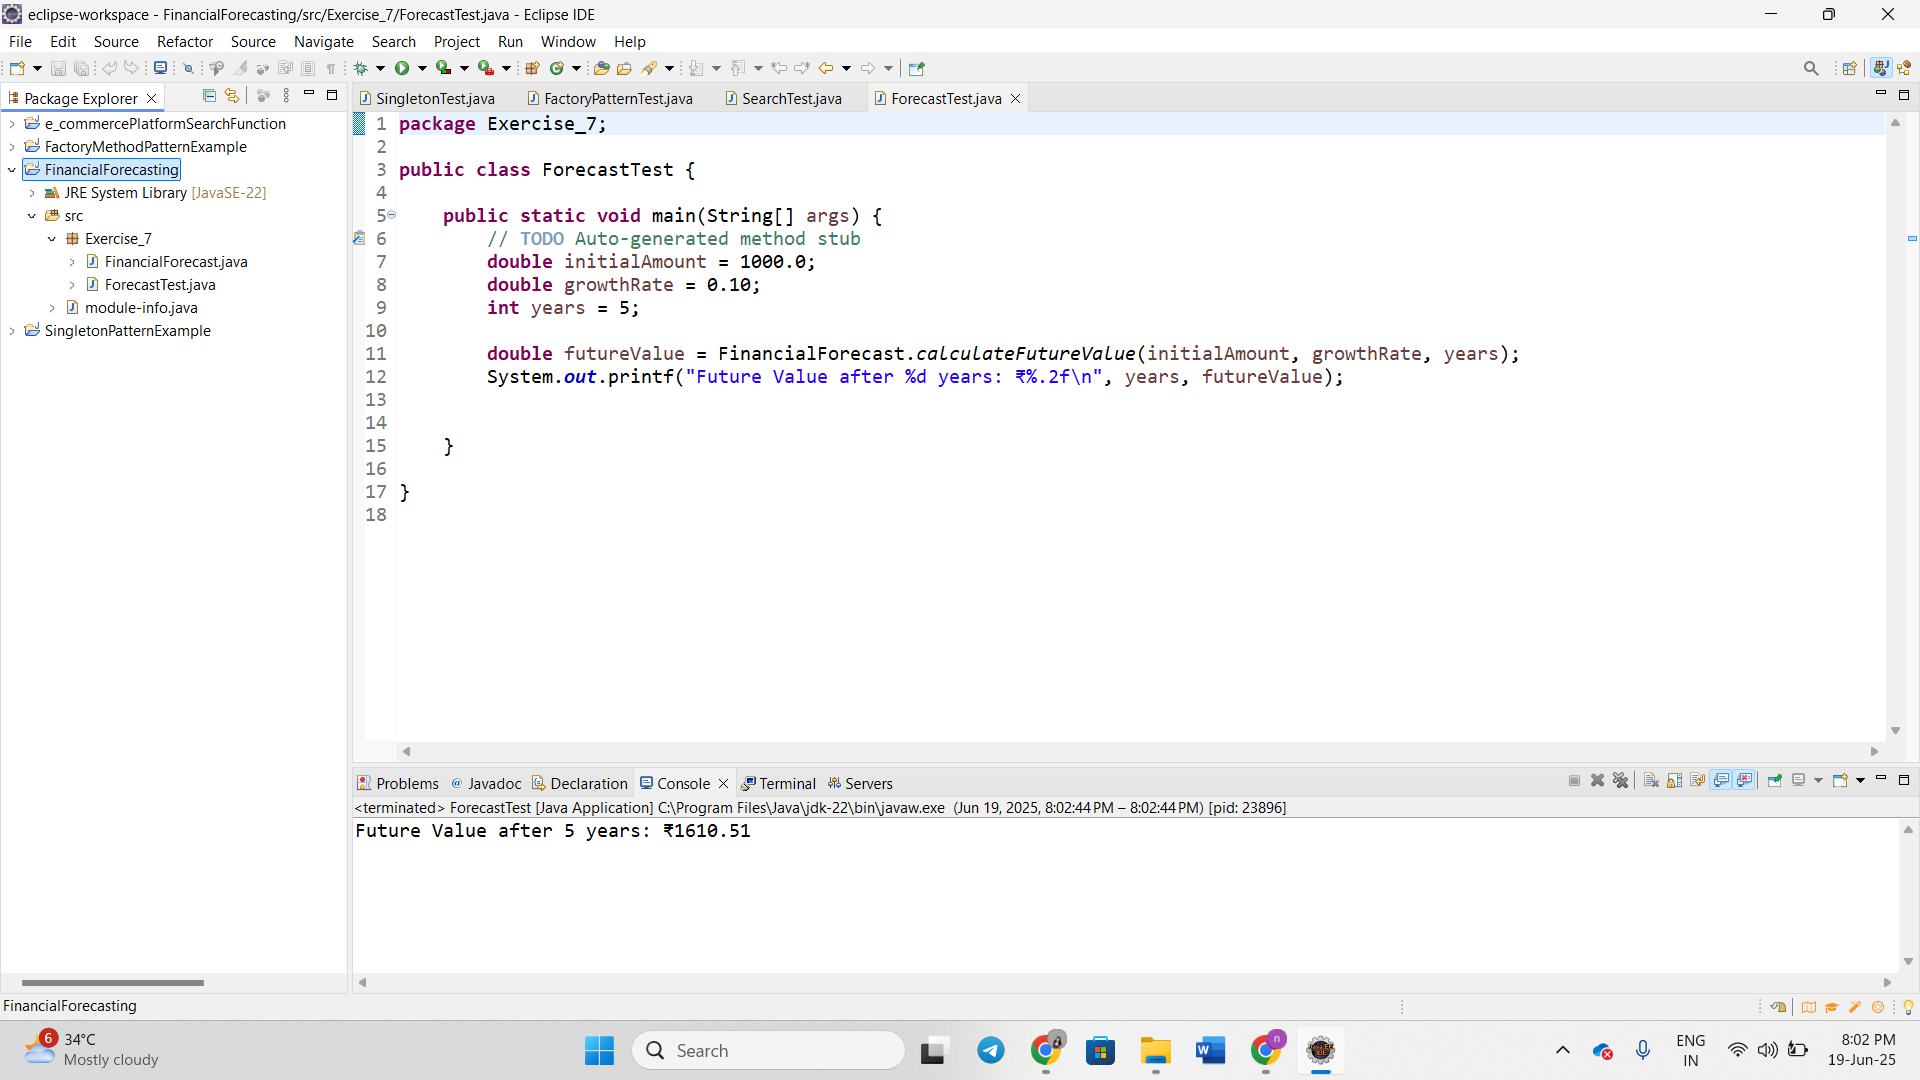 eclipse-workspace - FinancialForecasting/src/Exercise_7/ForecastTest.java - Eclipse IDE
File Edit Source Refactor Source Navigate Search Project Run Window Help
Package Explorer
e_commercePlatformSearchFunction
FactoryMethodPatternExample
FinancialForecasting
JRE System Library [JavaSE-22]
src
Exercise_7
FinancialForecast.java
ForecastTest.java
module-info.java
SingletonPatternExample
SingletonTest.java FactoryPatternTest.java SearchTest.java ForecastTest.java
1 package Exercise_7;
2
3 public class ForecastTest {
4
5 public static void main(String[] args) {
6 // TODO Auto-generated method stub
7 double initialAmount = 1000.0;
8 double growthRate = 0.10;
9 int years = 5;
10
11 double futureValue = FinancialForecast.calculateFutureValue(initialAmount, growthRate, years);
12 System.out.printf("Future Value after %d years: ₹%.2f\n", years, futureValue);
13
14
15 }
16
17 }
18
Problems Javadoc Declaration Console Terminal Servers
<terminated> ForecastTest [Java Application] C:\Program Files\Java\jdk-22\bin\javaw.exe (Jun 19, 2025, 8:02:44 PM – 8:02:44 PM) [pid: 23896]
Future Value after 5 years: ₹1610.51
FinancialForecasting
6
34°C
Mostly cloudy
Search
n
ENG
IN
8:02 PM
19-Jun-25